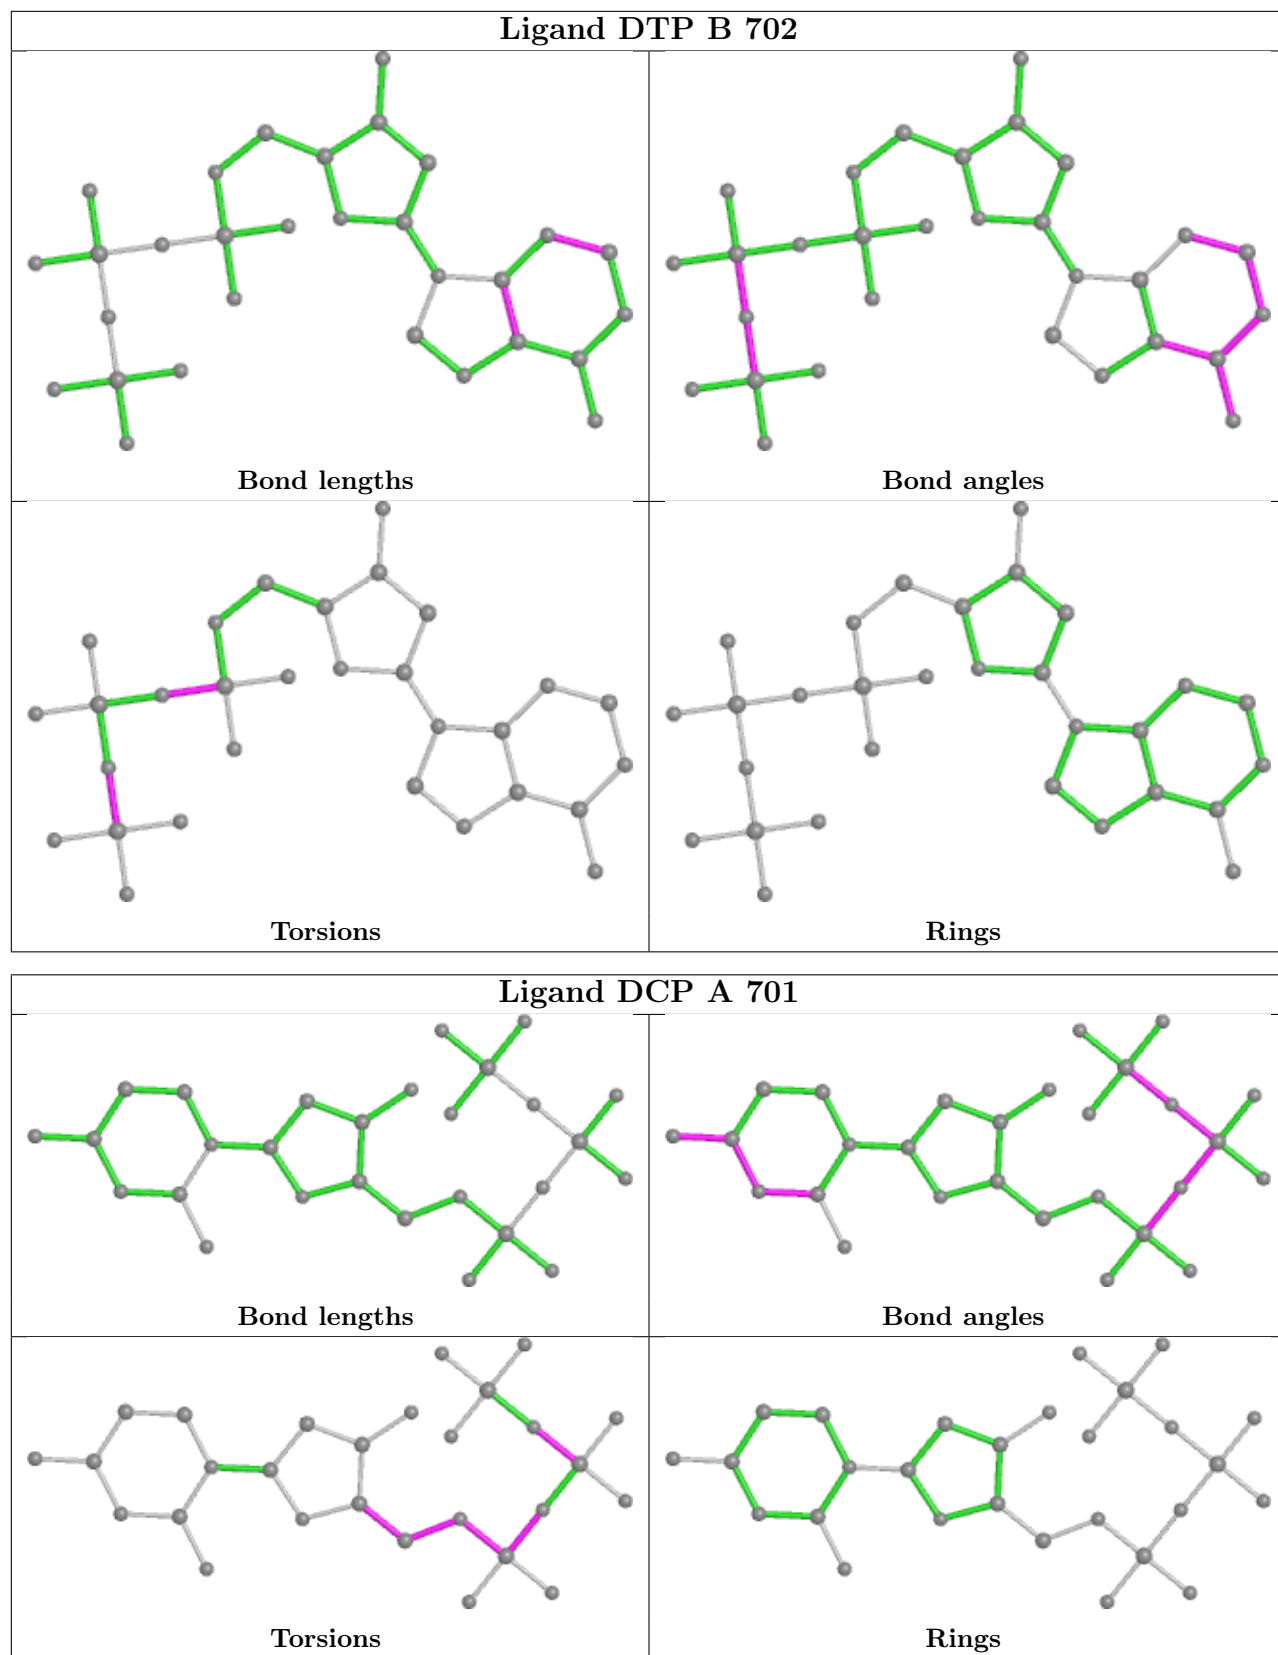 Ligand DTP B 702
Bond lengths
Bond angles
Torsions
Rings
Ligand DCP A 701
Bond lengths
Bond angles
Torsions
Rings